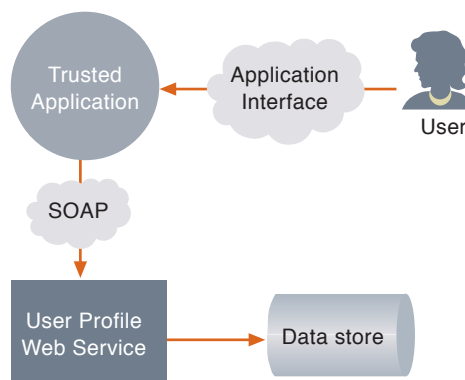 Trusted
Application
Application
Interface
User
SOAP
User Profile
Web Service
Data store